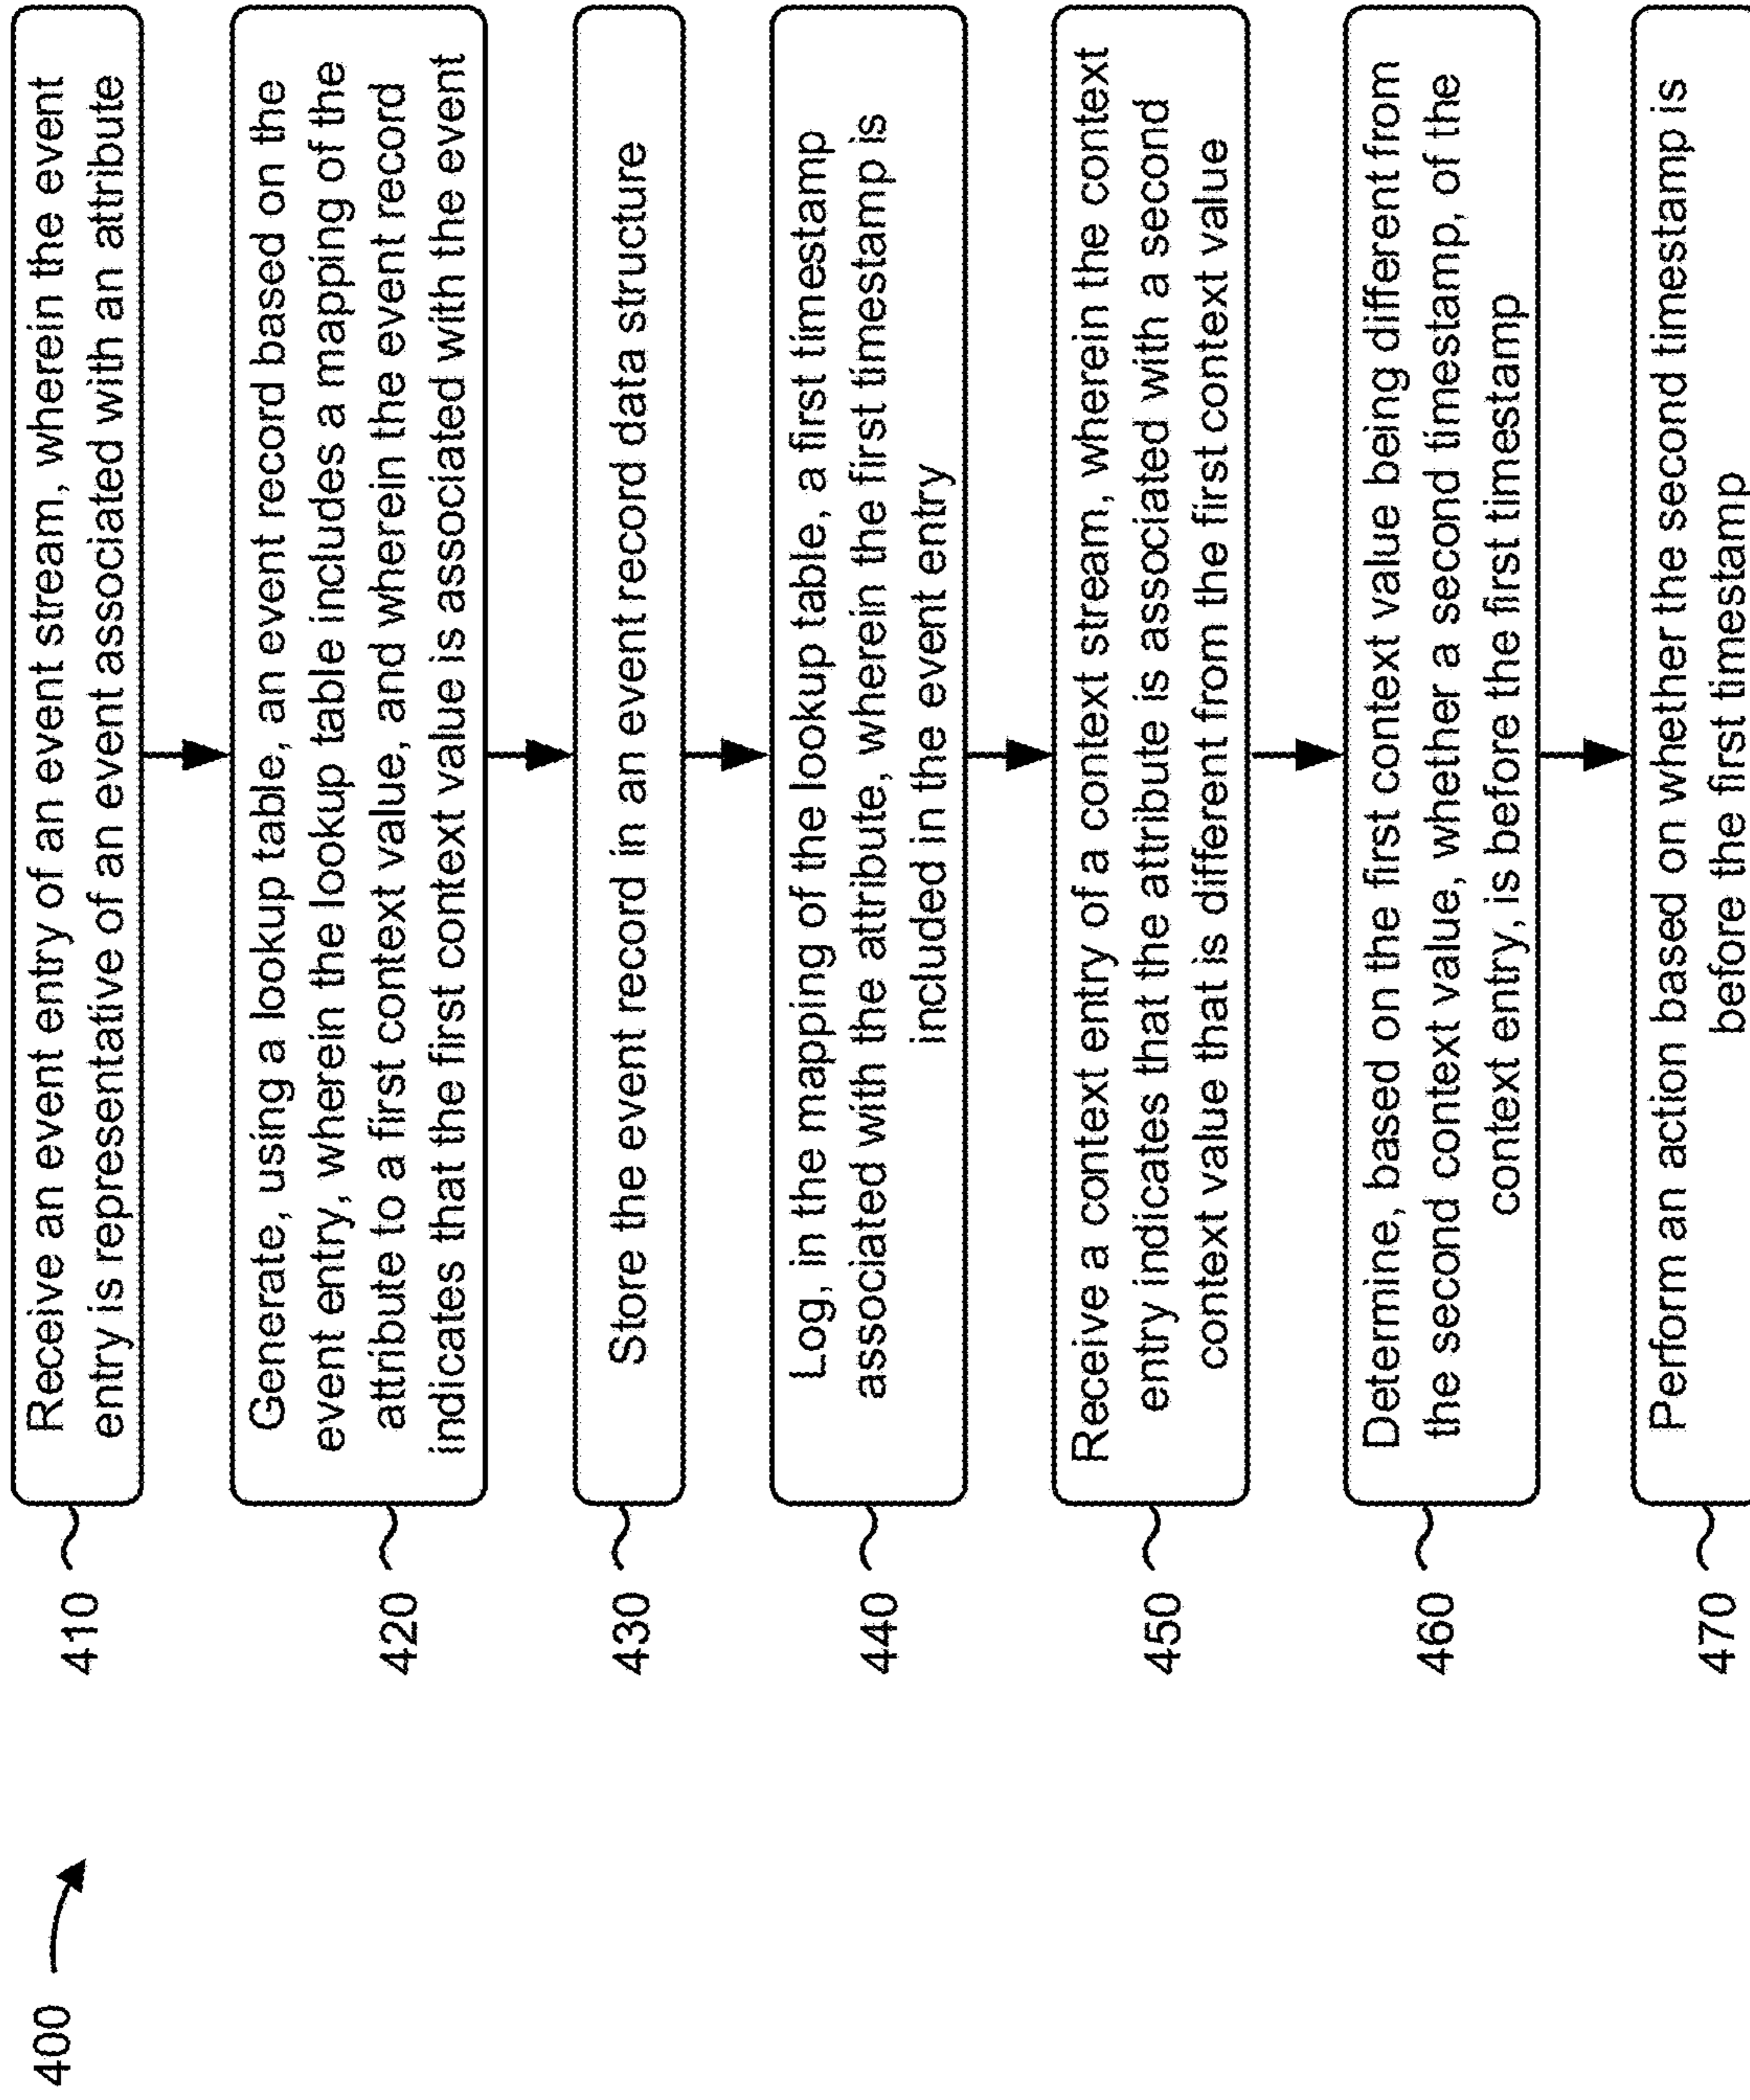 400
410
Receive an event entry of an event stream, wherein the event
entry is representative of an event associated with an attribute
420
Generate, using a lookup table, an event record based on the
event entry, wherein the lookup table includes a mapping of the
attribute to a first context value, and wherein the event record
indicates that the first context value is associated with the event
430
Store the event record in an event record data structure
440
Log, in the mapping of the lookup table, a first timestamp
associated with the attribute, wherein the first timestamp is
included in the event entry
450
Receive a context entry of a context stream, wherein the context
entry indicates that the attribute is associated with a second
context value that is different from the first context value
460
Determine, based on the first context value being different from
the second context value, whether a second timestamp, of the
context entry, is before the first timestamp
470
Perform an action based on whether the second timestamp is
before the first timestamp